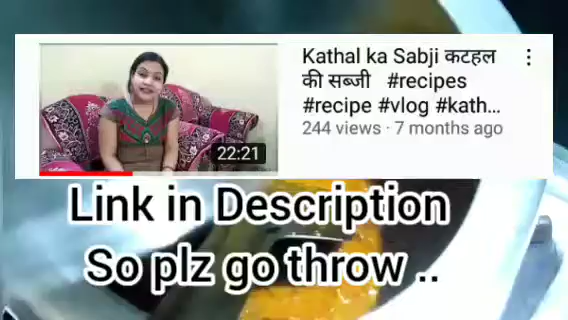 Kathal ka Sabji कटहल
की सब्जी #recipes
#recipe #vlog #kath...
244 views · 7 months ago
22:21
Link in Description
So plz go throw ..